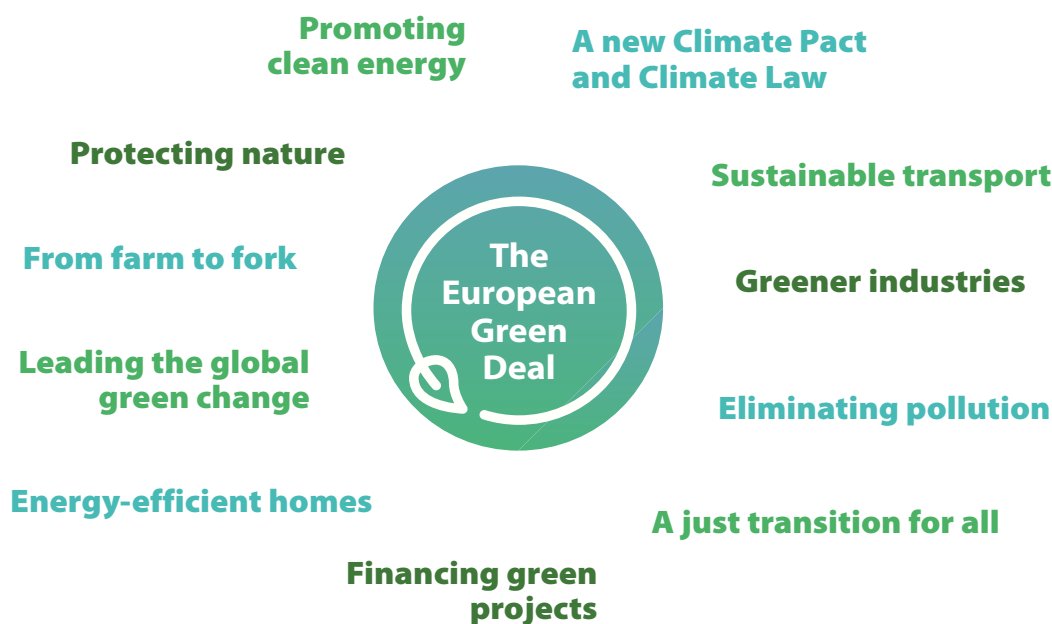 Promoting
clean energy
A new Climate Pact
and Climate Law
Protecting nature
Sustainable transport
From farm to fork
The
European
Green
Deal
Greener industries
Leading the global
green change
Eliminating pollution
Energy-efficient homes
A just transition for all
Financing green
projects